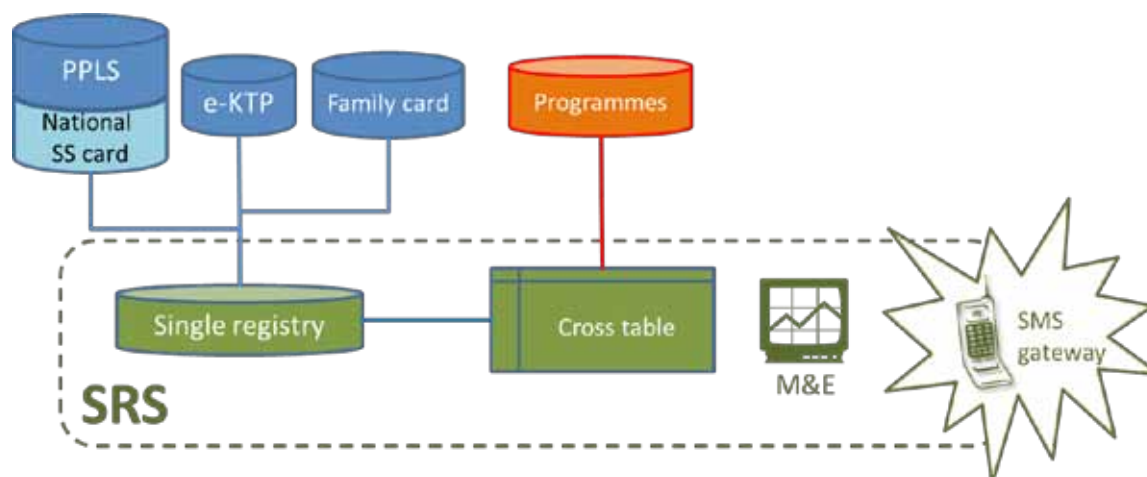 PPLS
National
SS card
e-KTP
Family card
Programmes
Single registry
Cross table
M&E
SMS
gateway
SRS